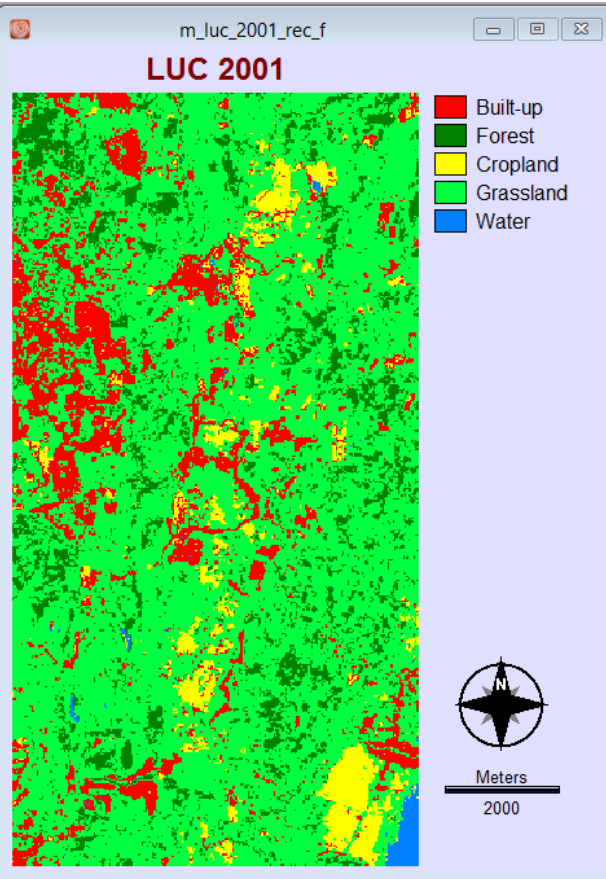 m_luc_2001_rec_f
LUC 2001
Built-up
Forest
Cropland
Grassland
Water
N
Meters
2000